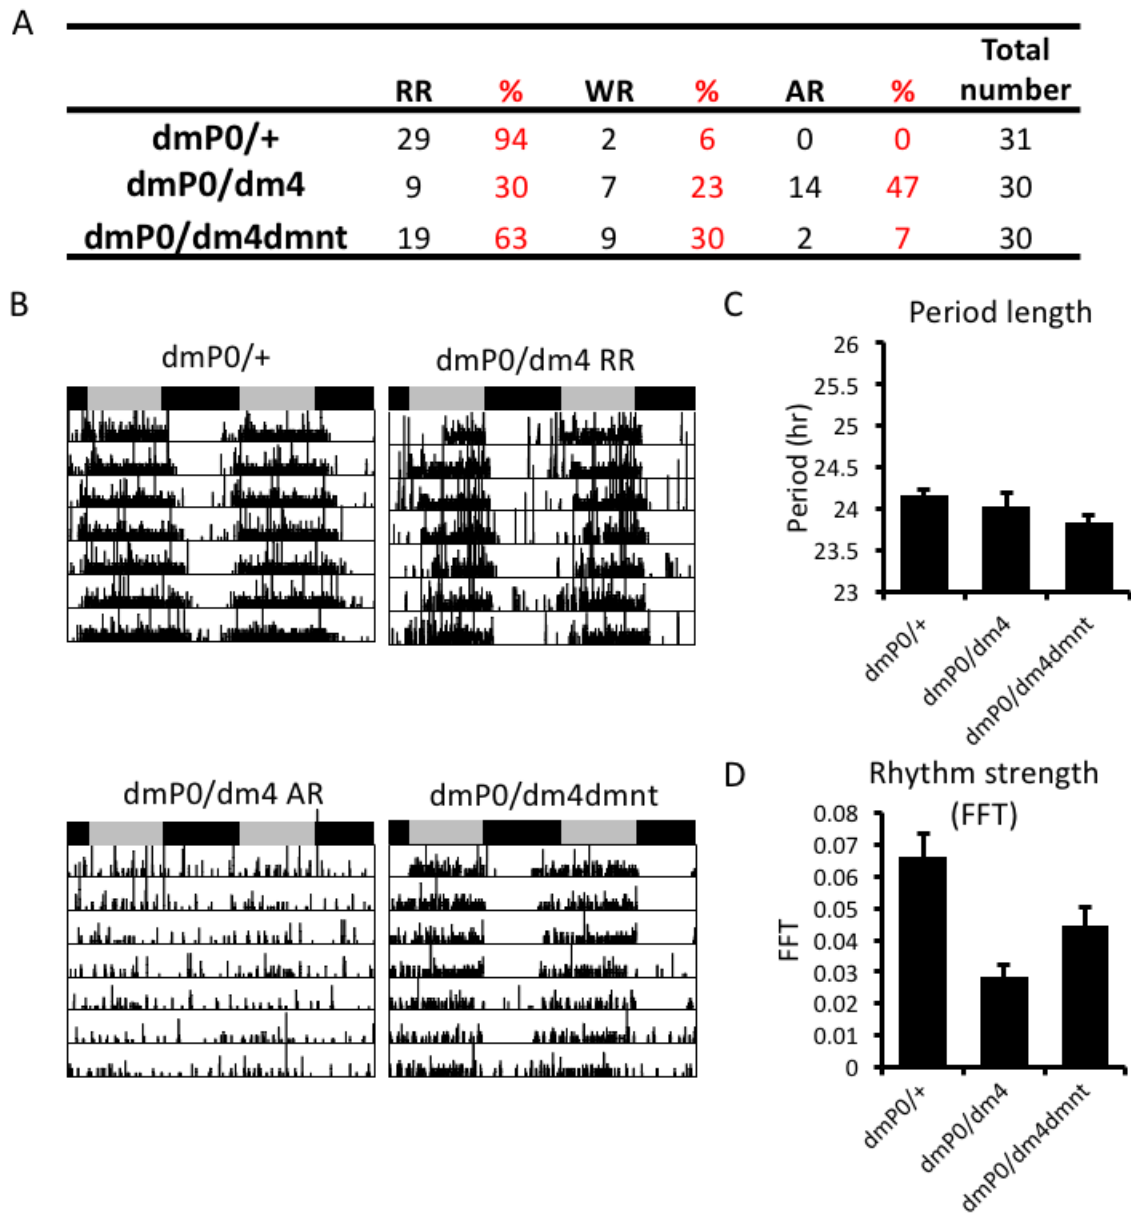 A
Total
RR % WR % AR % number
dmP0/+ 29 94 2 6 0 0 31
dmP0/dm4 9 30 7 23 14 47 30
dmP0/dm4dmnt 19 63 9 30 2 7 30
B
dmP0/+
dmP0/dm4 RR
dmP0/dm4 AR
dmP0/dm4dmnt
C
Period length
Period (hr)
26
25.5
25
24.5
24
23.5
23
dmP0/+
dmP0/dm4
dmP0/dm4dmnt
D
Rhythm strength
(FFT)
FFT
0.08
0.07
0.06
0.05
0.04
0.03
0.02
0.01
0
dmP0/+
dmP0/dm4
dmP0/dm4dmnt